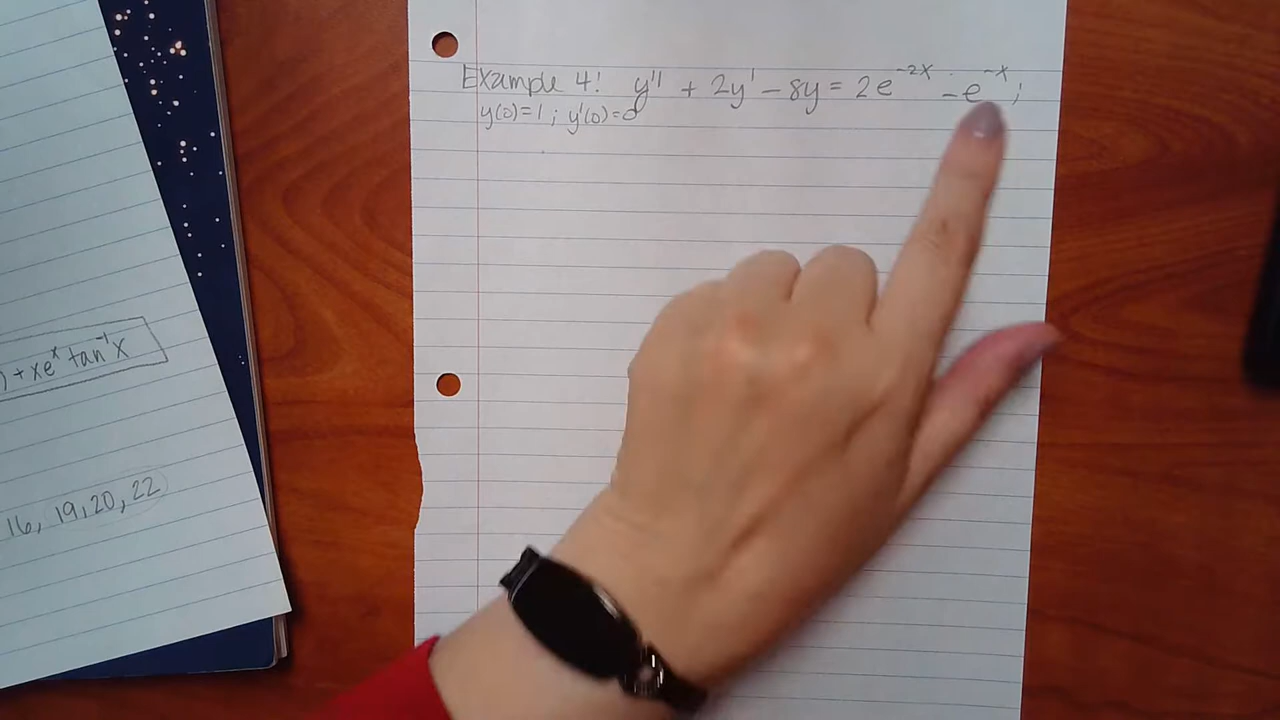 Example 4: y'' + 2y' - 8y = 2e^{-2x} - e^{-x};
y(0)=1; y'(0)=0
) + xe^x tan^{-1} x
16, 19, 20, 22